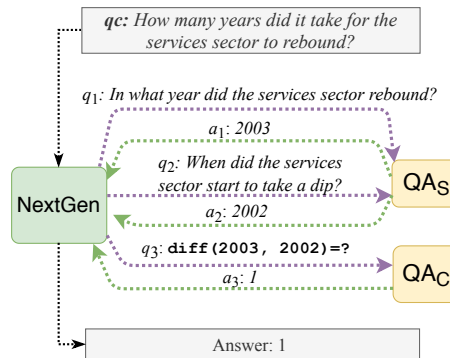 qc: How many years did it take for the
services sector to rebound?
q1: In what year did the services sector rebound?
a1: 2003
q2: When did the services
sector start to take a dip?
a2: 2002
NextGen
QAS
q3: diff(2003, 2002)=?
a3: 1
QAC
Answer: 1